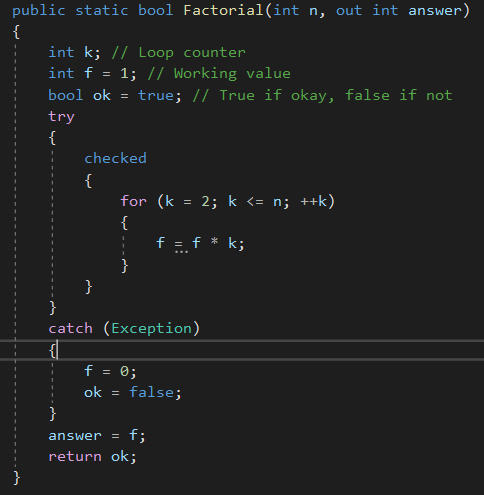 public static bool Factorial(int n, out int answer)
{
    int k; // Loop counter
    int f = 1; // Working value
    bool ok = true; // True if okay, false if not
    try
    {
        checked
        {
            for (k = 2; k <= n; ++k)
            {
                f = f * k;
            }
        }
    }
    catch (Exception)
    {
        f = 0;
        ok = false;
    }
    answer = f;
    return ok;
}